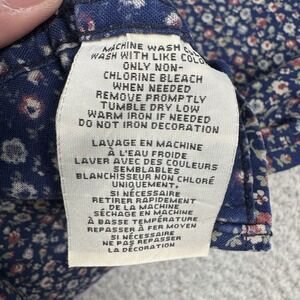 MACHINE WASH
WASH WITH LIKE COLO
ONLY NON-
CHLORINE BLEACH
WHEN NEEDED
REMOVE PROMPTLY
TUMBLE DRY LOW
WARM IRON IF NEEDED
DO NOT IRON DECORATION
LAVAGE EN MACHINE
À L'EAU FROIDE
LAVER AVEC DES COULEURS
SEMBLABLES
BLANCHISSEUR NON CHLORÉ
UNIQUEMENT,
SI NÉCESSAIRE
RETIRER RAPIDEMENT
DE LA MACHINE
SÉCHAGE EN MACHINE
À BASSE TEMPÉRATURE
REPASSER À FER MOYEN
SI NÉCESSAIRE
NE PAS REPASSER
LA DÉCORATION